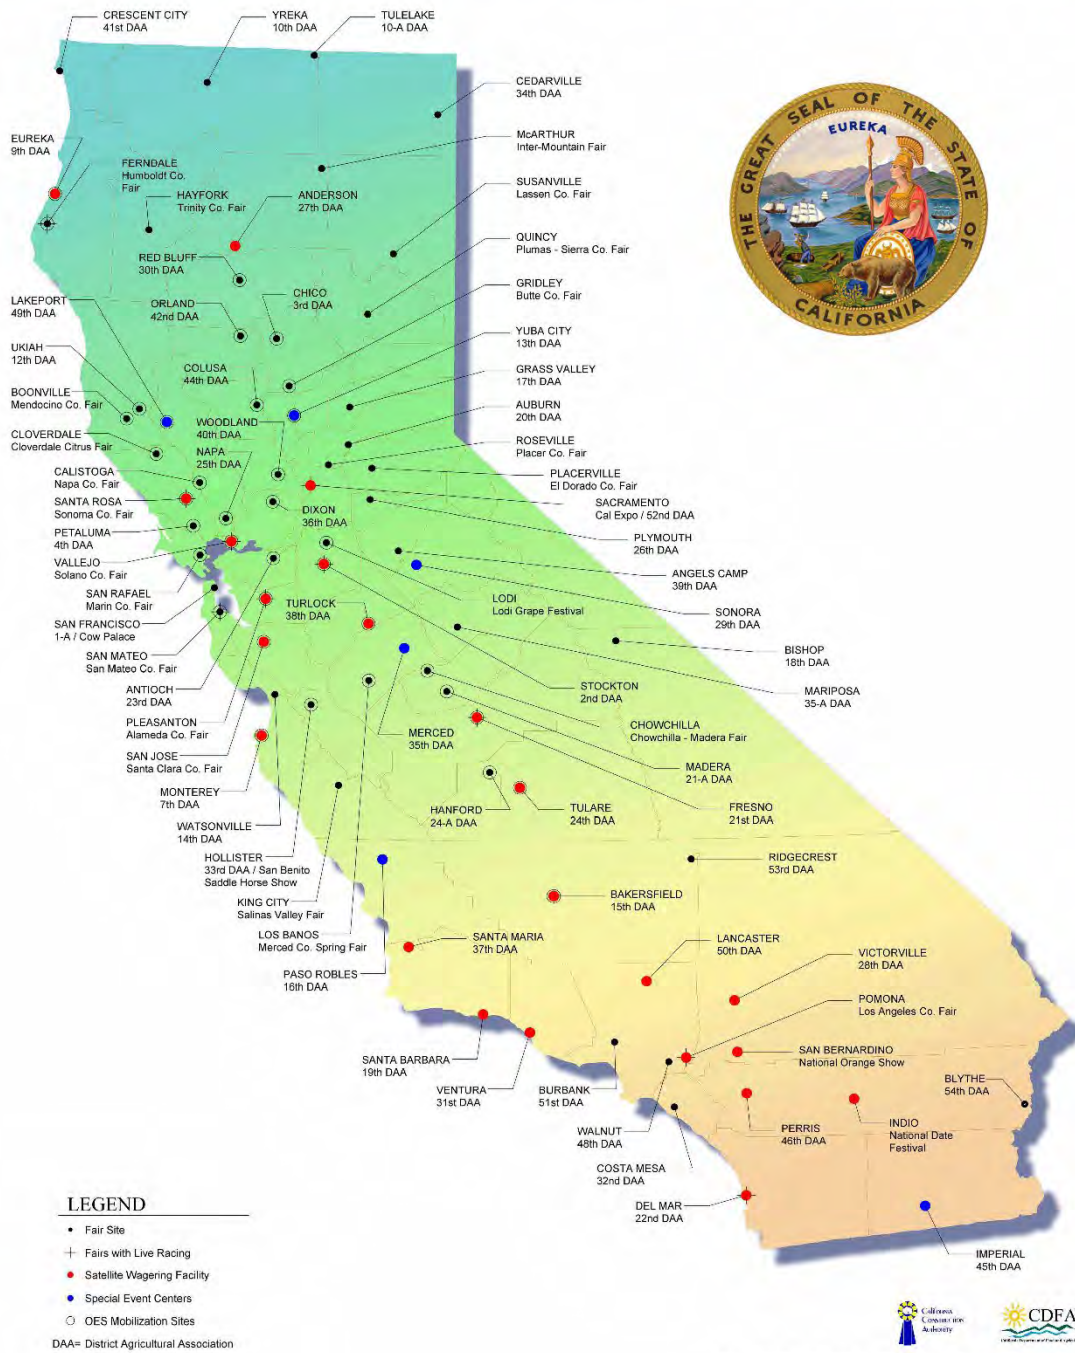 CRESCENT CITY
41st DAA
YREKA
10th DAA
TULELAKE
10-A DAA
CEDARVILLE
34th DAA
EUREKA
9th DAA
McARTHUR
Inter-Mountain Fair
FERNDALE
Humboldt Co.
Fair
HAYFORK
Trinity Co. Fair
ANDERSON
27th DAA
SUSANVILLE
Lassen Co. Fair
QUINCY
Plumas - Sierra Co. Fair
RED BLUFF
30th DAA
GRIDLEY
Butte Co. Fair
LAKEPORT
49th DAA
ORLAND
42nd DAA
CHICO
3rd DAA
YUBA CITY
13th DAA
UKIAH
12th DAA
COLUSA
44th DAA
GRASS VALLEY
17th DAA
BOONVILLE
Mendocino Co. Fair
AUBURN
20th DAA
WOODLAND
40th DAA
CLOVERDALE
Cloverdale Citrus Fair
ROSEVILLE
Placer Co. Fair
NAPA
25th DAA
CALISTOGA
Napa Co. Fair
PLACERVILLE
El Dorado Co. Fair
SANTA ROSA
Sonoma Co. Fair
DIXON
36th DAA
SACRAMENTO
Cal Expo / 52nd DAA
PETALUMA
4th DAA
PLYMOUTH
26th DAA
VALLEJO
Solano Co. Fair
ANGELS CAMP
39th DAA
SAN RAFAEL
Marin Co. Fair
TURLOCK
38th DAA
LODI
Lodi Grape Festival
SONORA
29th DAA
SAN FRANCISCO
1-A / Cow Palace
SAN MATEO
San Mateo Co. Fair
BISHOP
18th DAA
ANTIOCH
23rd DAA
STOCKTON
2nd DAA
MARIPOSA
35-A DAA
PLEASANTON
Alameda Co. Fair
MERCED
35th DAA
CHOWCHILLA
Chowchilla - Madera Fair
SAN JOSE
Santa Clara Co. Fair
MADERA
21-A DAA
MONTEREY
7th DAA
HANFORD
24-A DAA
TULARE
24th DAA
FRESNO
21st DAA
WATSONVILLE
14th DAA
HOLLISTER
33rd DAA / San Benito
Saddle Horse Show
RIDGECREST
53rd DAA
KING CITY
Salinas Valley Fair
BAKERSFIELD
15th DAA
LOS BANOS
Merced Co. Spring Fair
SANTA MARIA
37th DAA
LANCASTER
50th DAA
VICTORVILLE
28th DAA
PASO ROBLES
16th DAA
POMONA
Los Angeles Co. Fair
SANTA BARBARA
19th DAA
SAN BERNARDINO
National Orange Show
VENTURA
31st DAA
BURBANK
51st DAA
BLYTHE
54th DAA
WALNUT
48th DAA
PERRIS
46th DAA
INDIO
National Date
Festival
COSTA MESA
32nd DAA
DEL MAR
22nd DAA
IMPERIAL
45th DAA
THE GREAT SEAL OF THE STATE OF CALIFORNIA
EUREKA
LEGEND
Fair Site
Fairs with Live Racing
Satellite Wagering Facility
Special Event Centers
OES Mobilization Sites
DAA= District Agricultural Association
California
Construction
Authority
CDFA